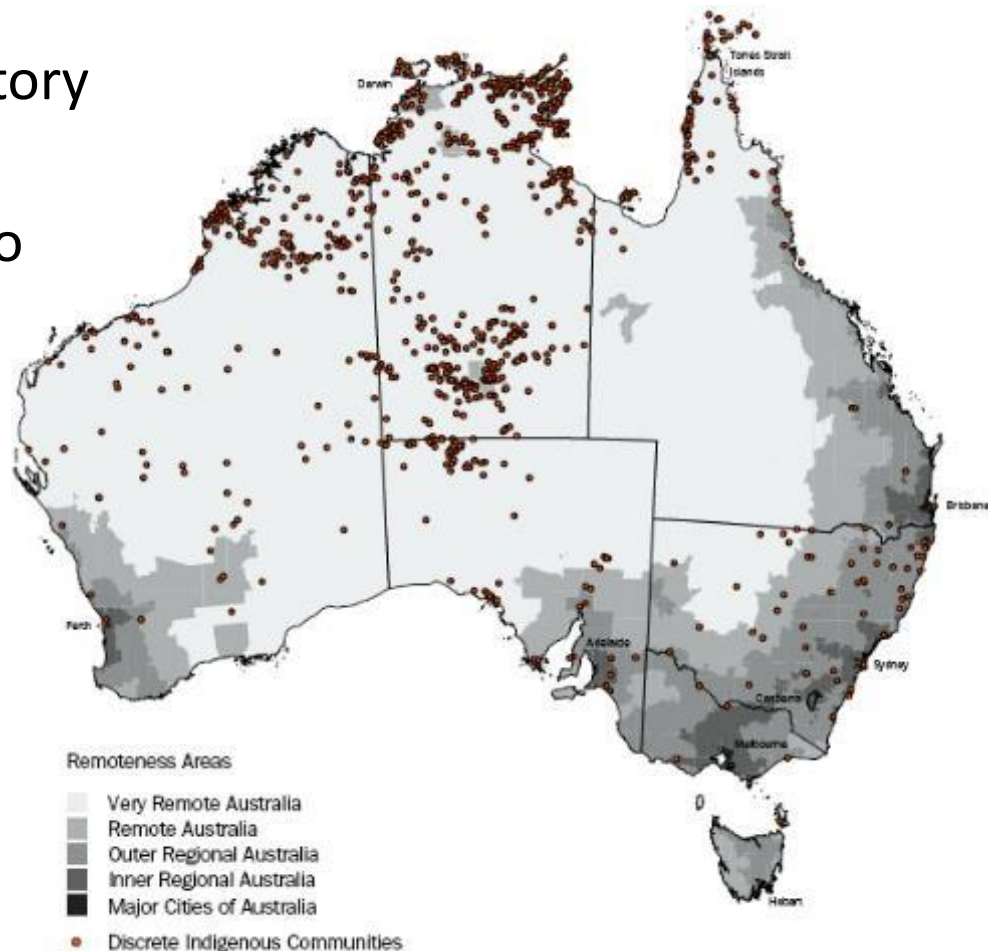 tory
o
Torres Strait
Islands
Darwin
Brisbane
Perth
Adelaide
Sydney
Canberra
Melbourne
Hobart
Remoteness Areas
Very Remote Australia
Remote Australia
Outer Regional Australia
Inner Regional Australia
Major Cities of Australia
Discrete Indigenous Communities